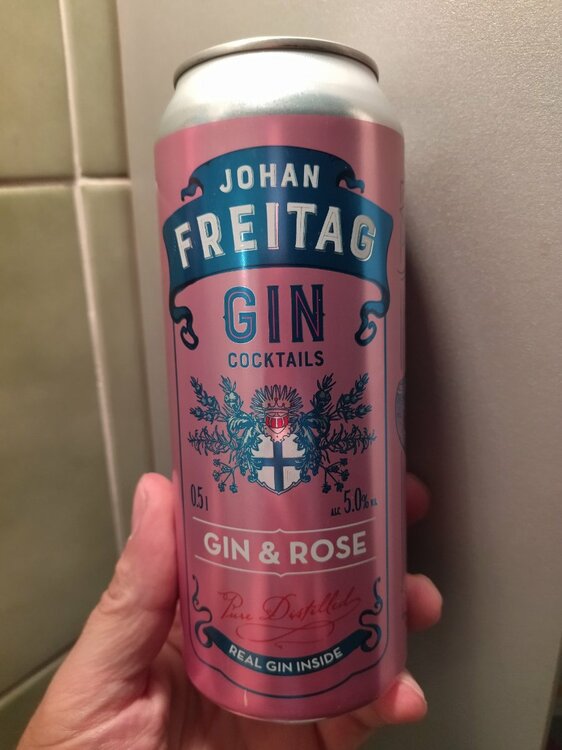 JOHAN
FREITAG
GIN
COCKTAILS
0.5 l
ALC 5.0% VOL
GIN & ROSE
Pure Distilled
REAL GIN INSIDE